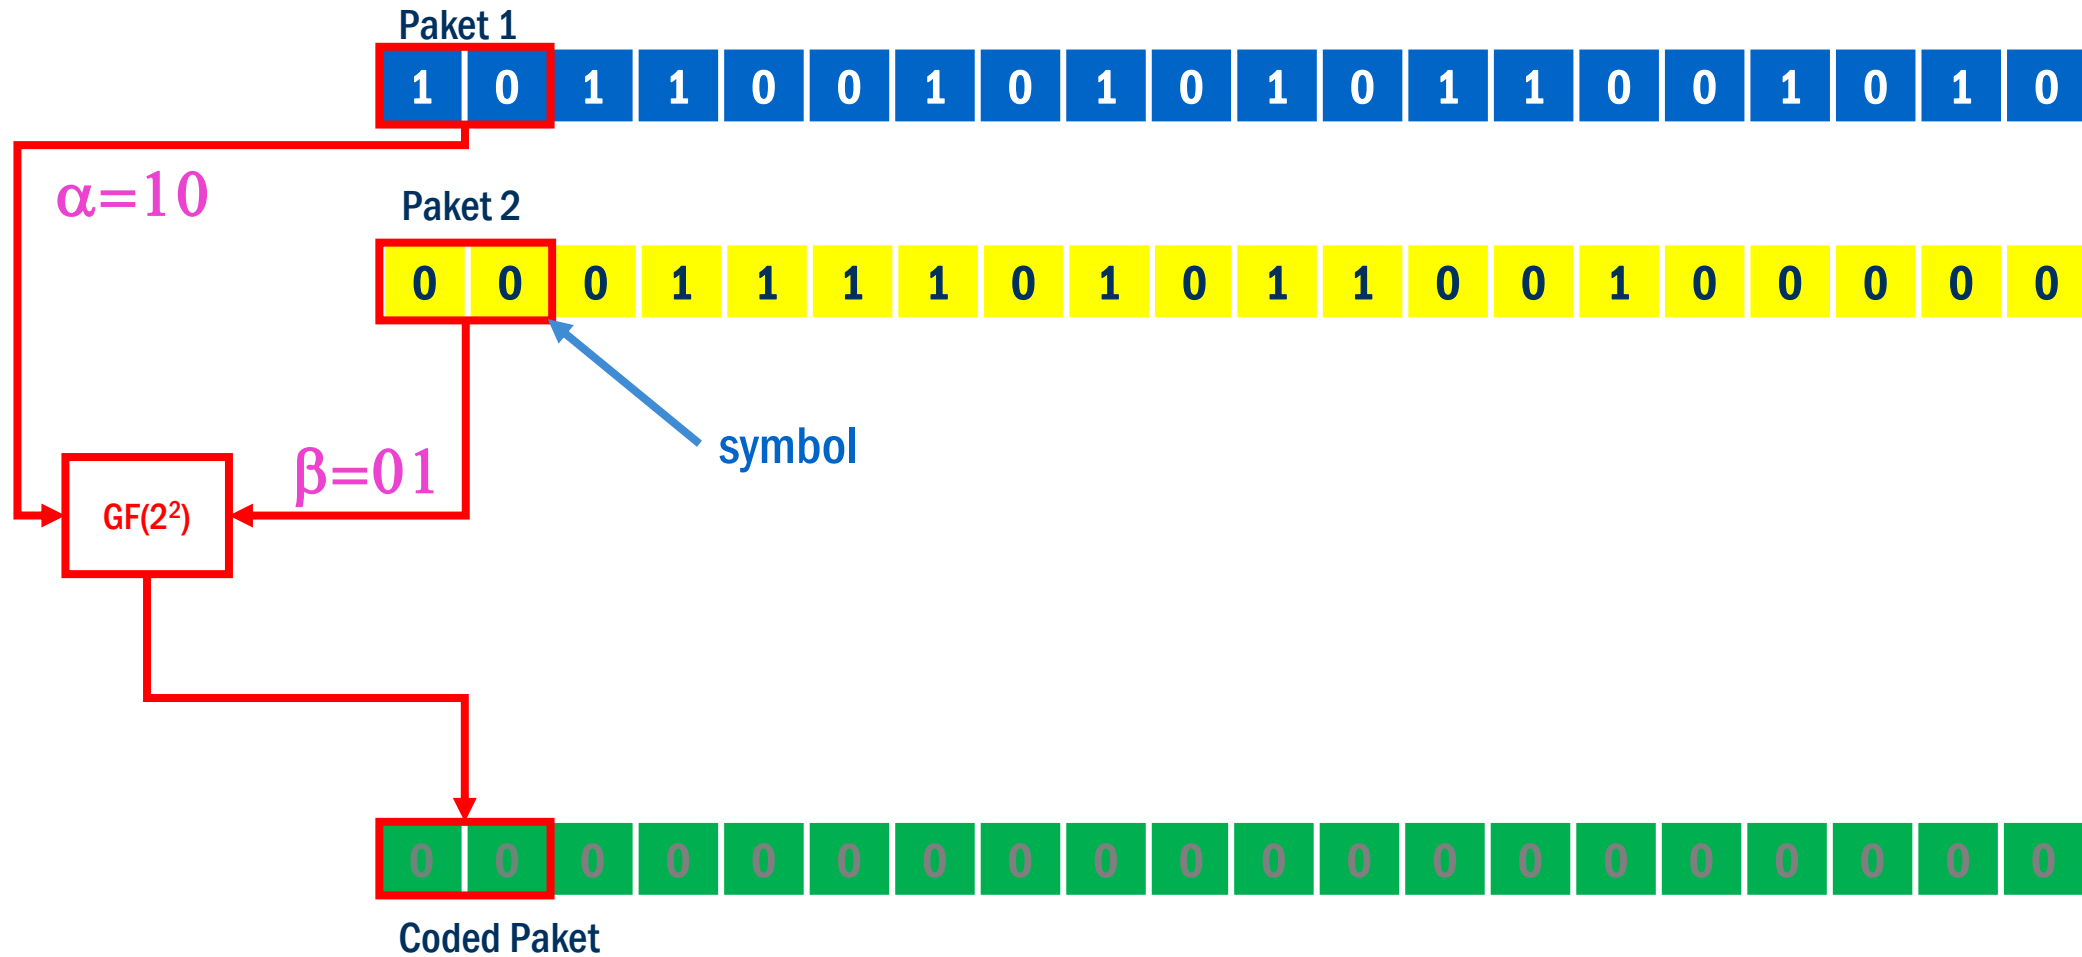 Paket 1
1 0 1 1 0 0 1 0 1 0 1 0 1 1 0 0 1 0 1 0
α=10
Paket 2
0 0 0 1 1 1 1 0 1 0 1 1 0 0 1 0 0 0 0 0
symbol
β=01
GF(2²)
0 0 0 0 0 0 0 0 0 0 0 0 0 0 0 0 0 0 0 0
Coded Paket